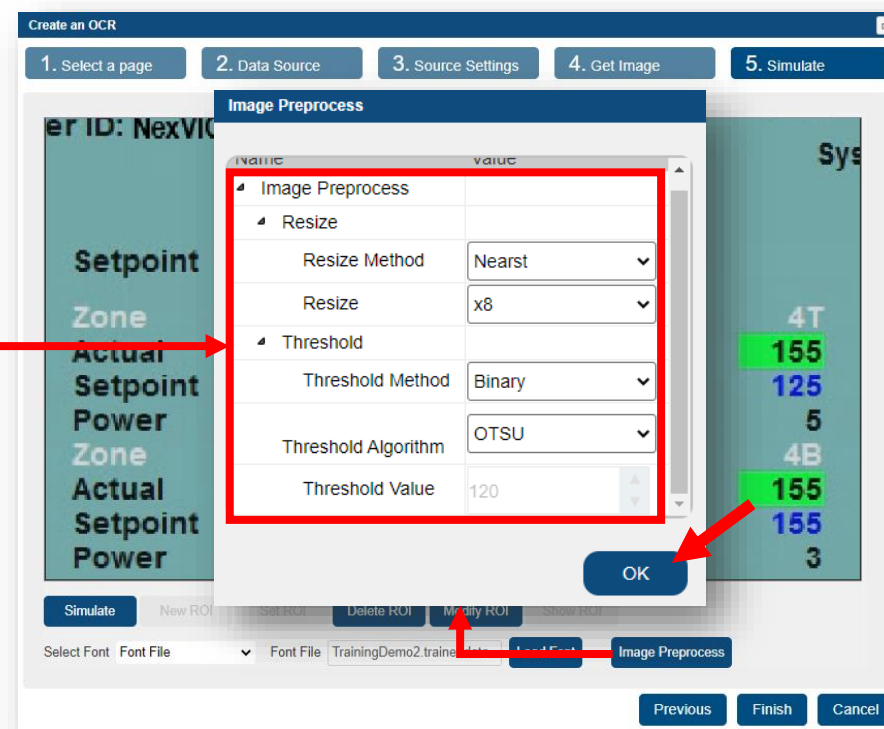 Create an OCR
1. Select a page 2. Data Source 3. Source Settings 4. Get Image 5. Simulate
Image Preprocess
er ID: NexVIC
Sys
Name Value
Image Preprocess
Resize
Setpoint
Resize Method Nearst
Resize x8
Zone 4T
Threshold
Actual 155
Setpoint 125
Threshold Method Binary
Power 5
Threshold Algorithm OTSU
Zone 4B
Actual 155
Threshold Value 120
Setpoint 155
Power 3
OK
Simulate New ROI Set ROI Delete ROI Modify ROI Show ROI
Select Font Font File Font File TrainingDemo2.traineddata Load Font Image Preprocess
Previous Finish Cancel